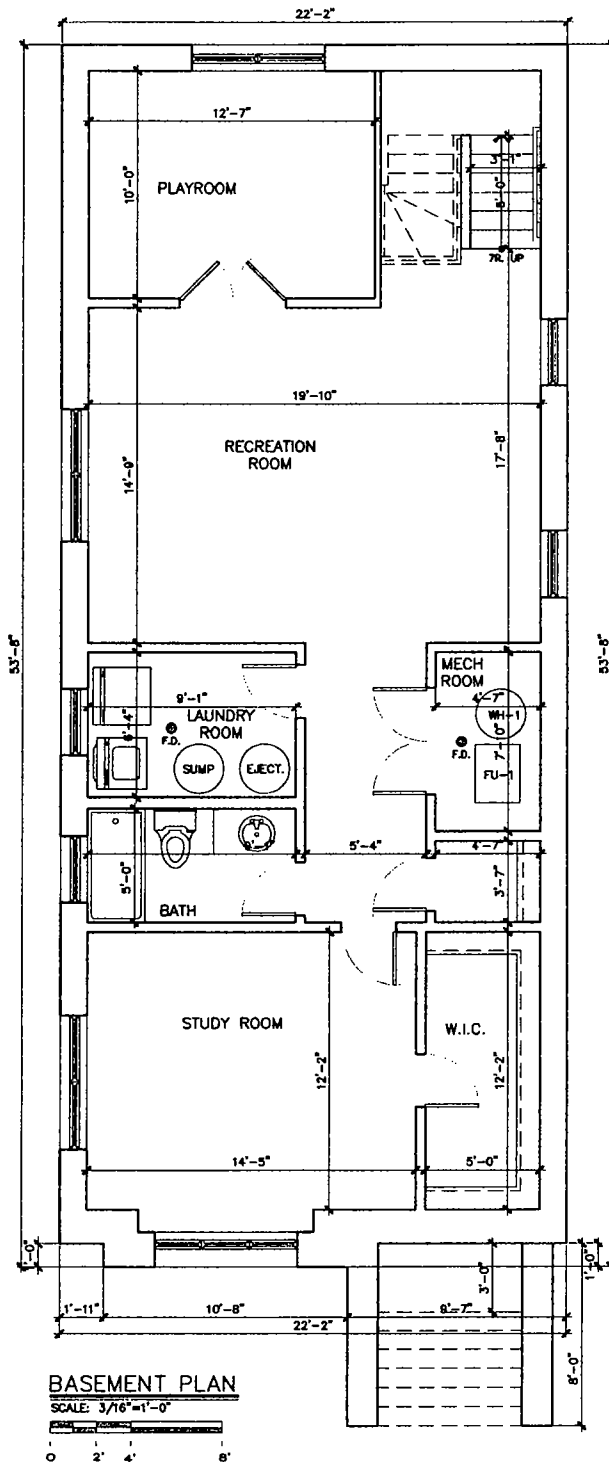 22'-2"
12'-7"
3'-1"
10'-0"
8'-0"
PLAYROOM
7R. UP
19'-10"
RECREATION
ROOM
14'-9"
17'-8"
53'-8"
53'-8"
MECH
ROOM
9'-1"
4'-7"
LAUNDRY
ROOM
WH-1
6'-4"
F.D.
F.D.
7'-0"
SUMP
EJECT.
FU-1
5'-4"
4'-7"
5'-0"
3'-7"
BATH
STUDY ROOM
W.I.C.
12'-2"
12'-2"
14'-5"
5'-0"
1'-0"
3'-0"
1'-0"
1'-11"
10'-8"
9'-7"
22'-2"
8'-0"
BASEMENT PLAN
SCALE: 3/16"=1'-0"
0 2' 4' 8'